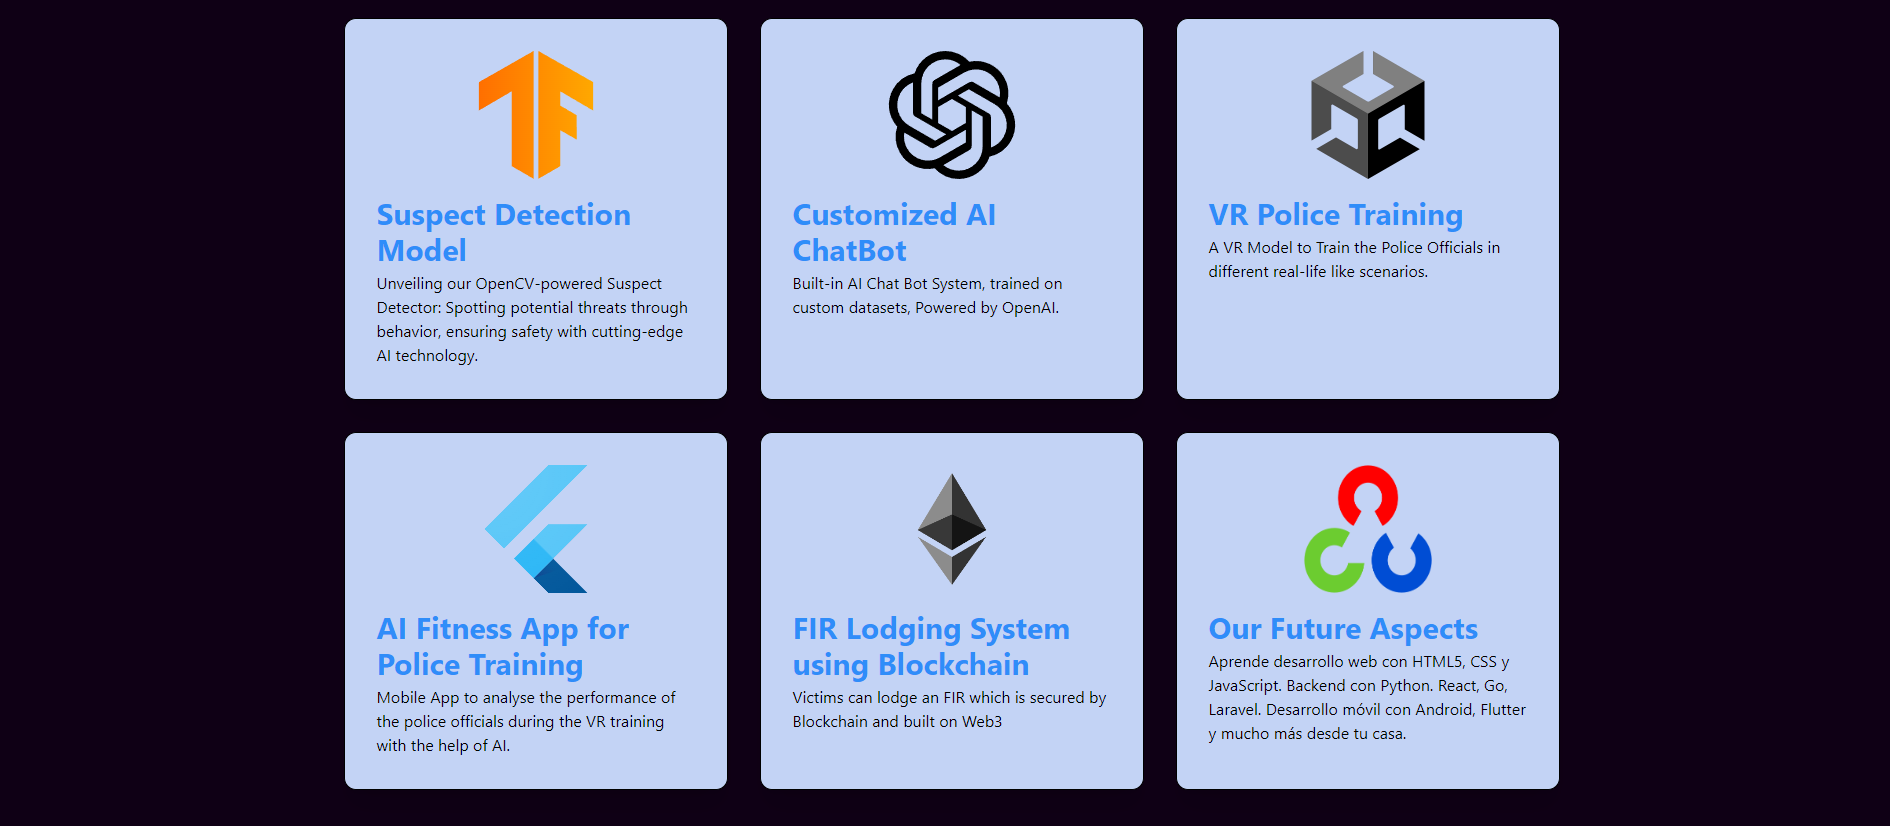 Suspect Detection
Model
Unveiling our OpenCV-powered Suspect
Detector: Spotting potential threats through
behavior, ensuring safety with cutting-edge
AI technology.
Customized AI
ChatBot
Built-in AI Chat Bot System, trained on
custom datasets, Powered by OpenAI.
VR Police Training
A VR Model to Train the Police Officials in
different real-life like scenarios.
AI Fitness App for
Police Training
Mobile App to analyse the performance of
the police officials during the VR training
with the help of AI.
FIR Lodging System
using Blockchain
Victims can lodge an FIR which is secured by
Blockchain and built on Web3
Our Future Aspects
Aprende desarrollo web con HTML5, CSS y
JavaScript. Backend con Python. React, Go,
Laravel. Desarrollo móvil con Android, Flutter
y mucho más desde tu casa.